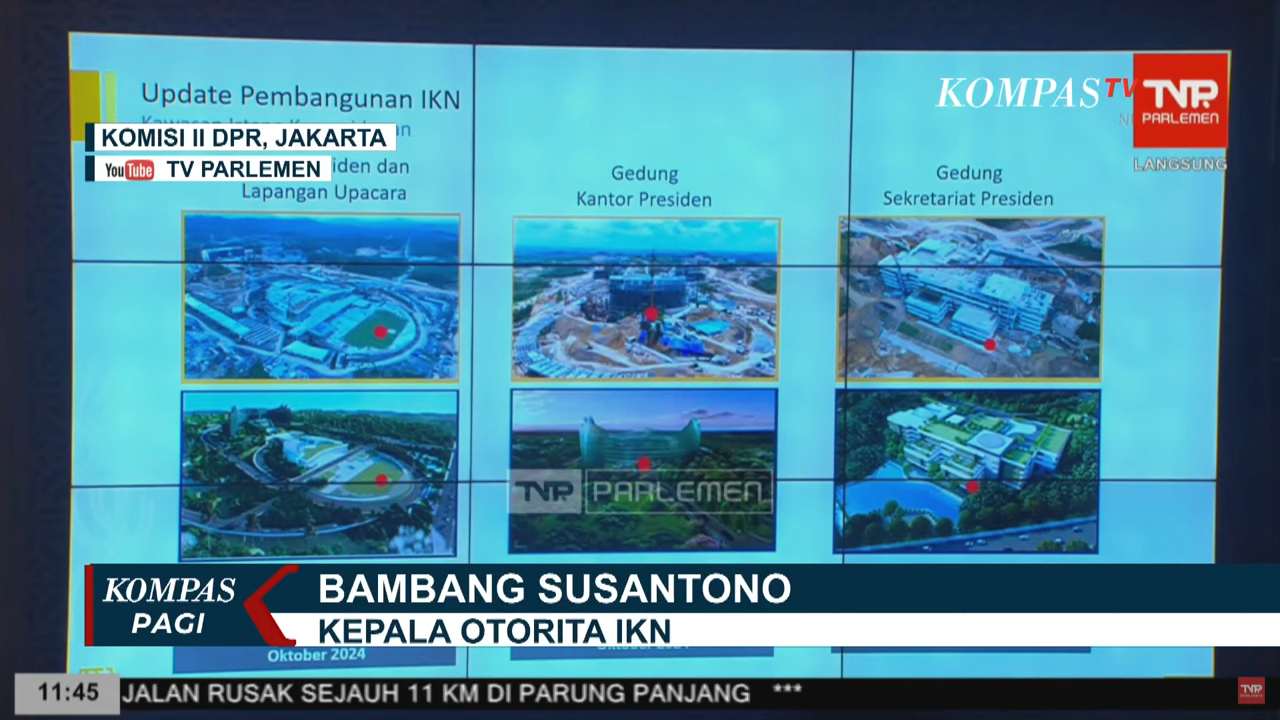 Update Pembangunan IKN
KOMPAS TV
TVP
PARLEMEN
LANGSUNG
KOMISI II DPR, JAKARTA
YouTube TV PARLEMEN
iden dan
Lapangan Upacara
Gedung
Kantor Presiden
Gedung
Sekretariat Presiden
TVP PARLEMEN
KOMPAS
PAGI
BAMBANG SUSANTONO
KEPALA OTORITA IKN
Oktober 2024
11:45 JALAN RUSAK SEJAUH 11 KM DI PARUNG PANJANG ***